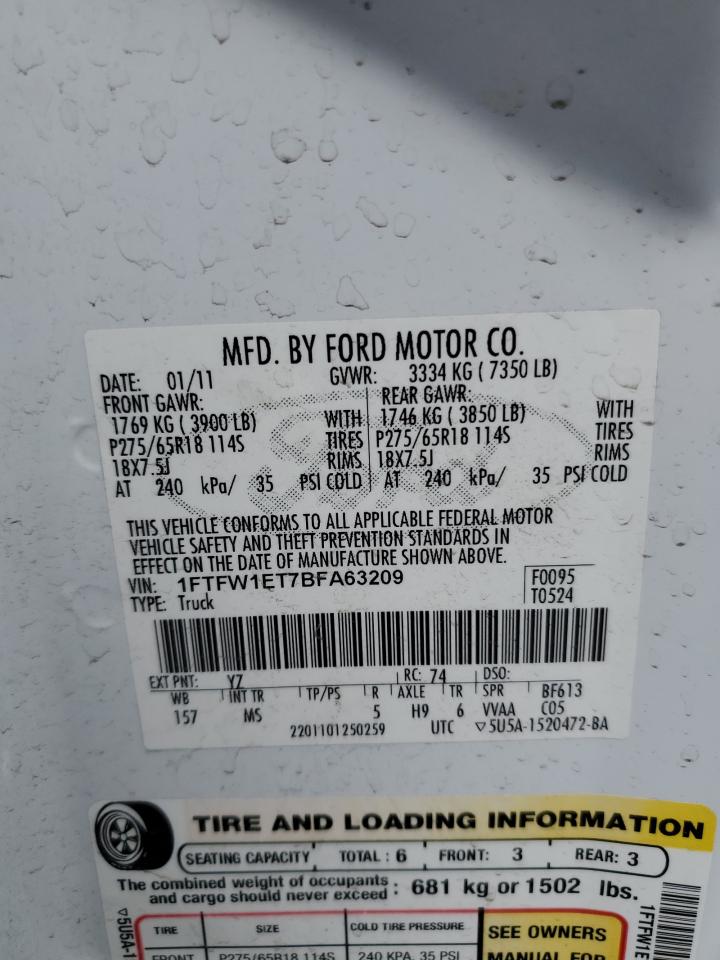 MFD. BY FORD MOTOR CO.
DATE: 01/11 GVWR: 3334 KG ( 7350 LB)
FRONT GAWR: REAR GAWR:
1769 KG ( 3900 LB) WITH 1746 KG ( 3850 LB) WITH
P275/65R18 114S TIRES P275/65R18 114S TIRES
18X7.5J RIMS 18X7.5J RIMS
AT 240 kPa/ 35 PSI COLD AT 240 kPa/ 35 PSI COLD
THIS VEHICLE CONFORMS TO ALL APPLICABLE FEDERAL MOTOR
VEHICLE SAFETY AND THEFT PREVENTION STANDARDS IN
EFFECT ON THE DATE OF MANUFACTURE SHOWN ABOVE.
VIN: 1FTFW1ET7BFA63209 F0095
TYPE: Truck T0524
EXT PNT: YZ RC: 74 DSO:
WB INT TR TP/PS R AXLE TR SPR BF613
157 MS 5 H9 6 VVAA C05
2201101250259 UTC ▽5U5A-1520472-BA
TIRE AND LOADING INFORMATION
SEATING CAPACITY TOTAL : 6 FRONT: 3 REAR: 3
The combined weight of occupants : 681 kg or 1502 lbs.
and cargo should never exceed
TIRE SIZE COLD TIRE PRESSURE SEE OWNERS
FRONT P275/65R18 114S 240 KPA, 35 PSI MANUAL FOR
▽5U5A-1
1FTFW1E